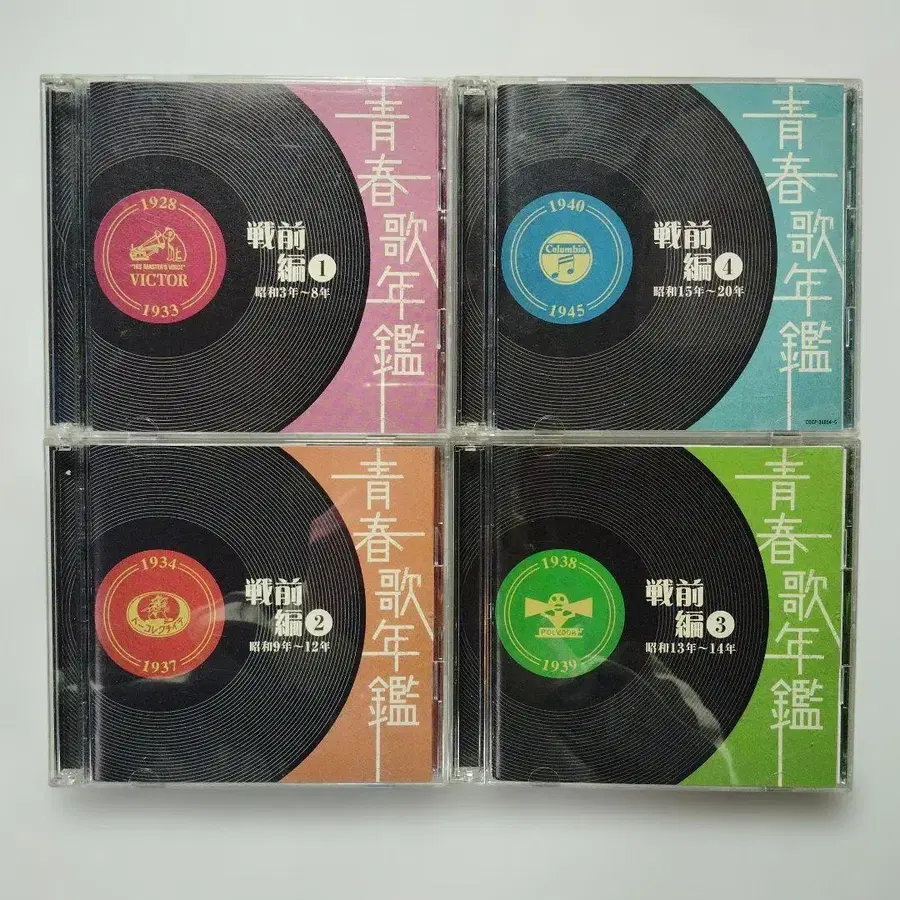 青春歌年鑑
戦前
編1
昭和3年～8年
1928
"HIS MASTER'S VOICE"
VICTOR
1933
青春歌年鑑
戦前
編4
昭和15年～20年
1940
Columbia
1945
青春歌年鑑
戦前
編2
昭和9年～12年
1934
1937
青春歌年鑑
戦前
編3
昭和13年～14年
1938
POLYDOR
1939